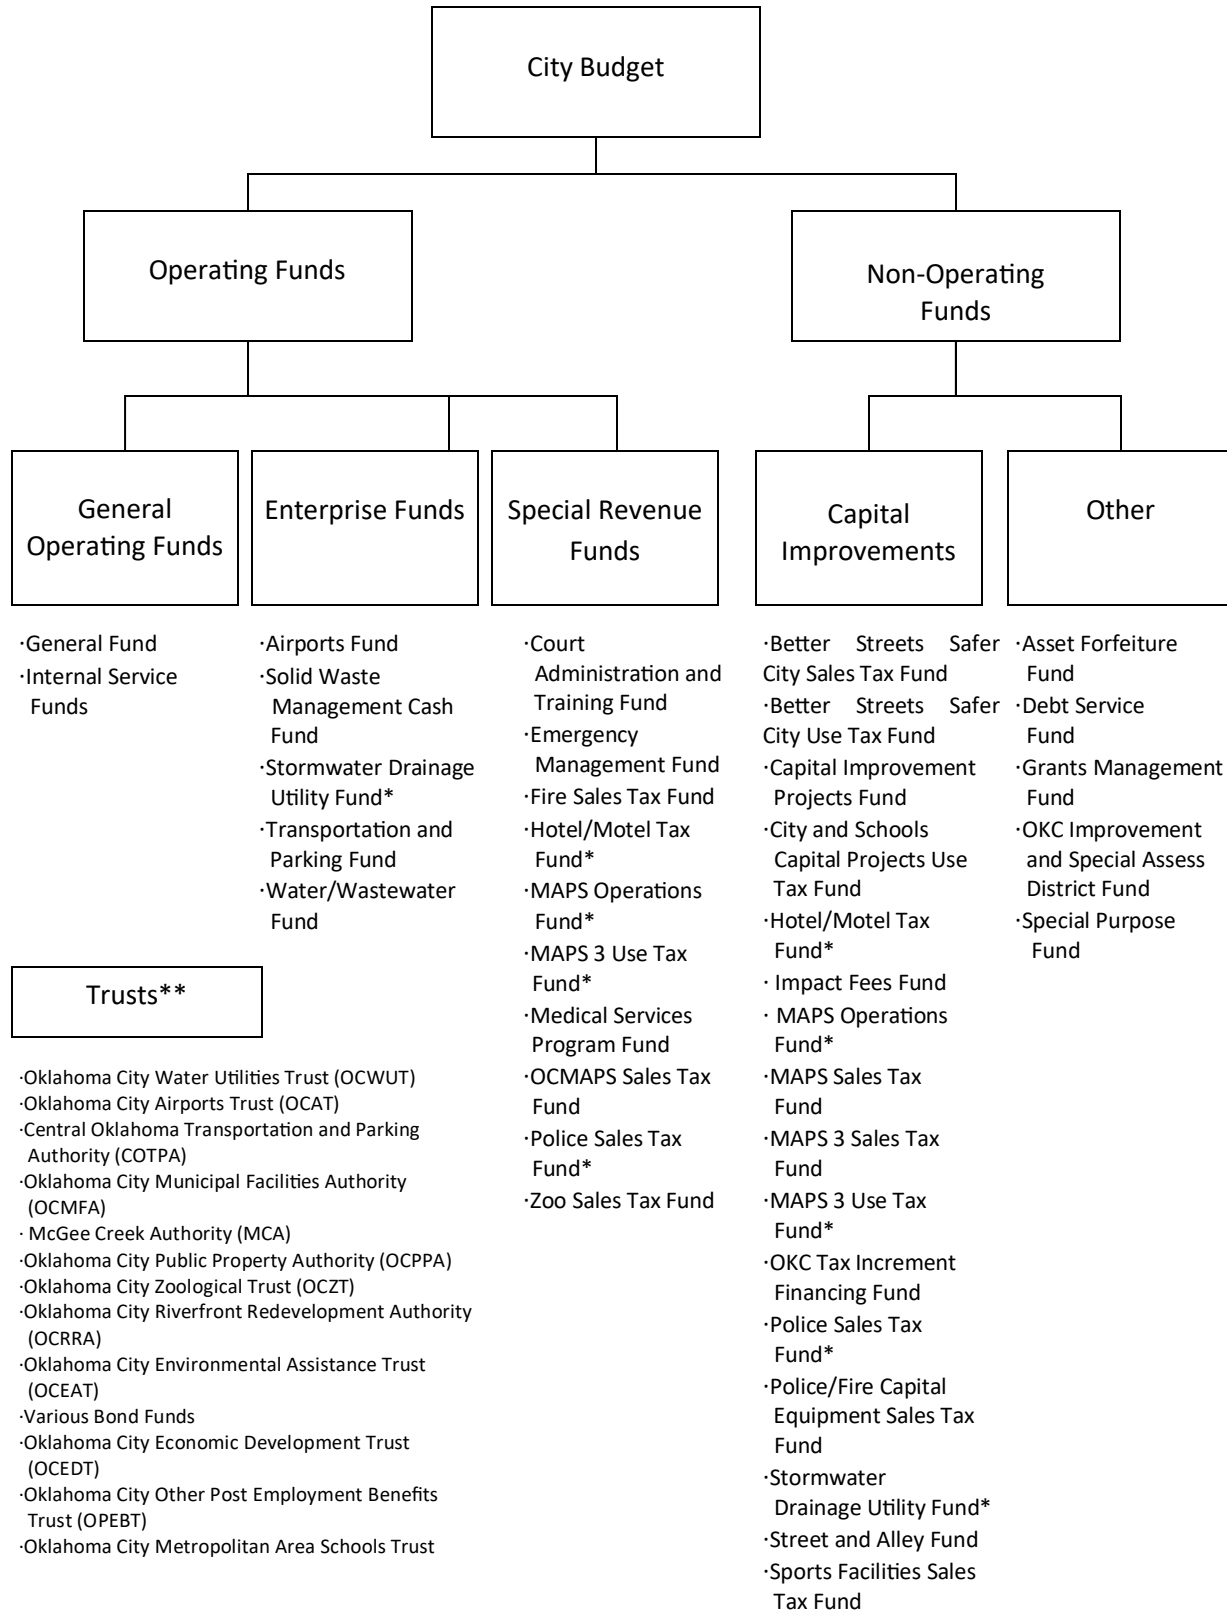 City Budget
Operating Funds
Non-Operating
Funds
General
Operating Funds
Enterprise Funds
Special Revenue
Funds
Capital
Improvements
Other
·General Fund
·Internal Service
Funds
·Airports Fund
·Solid Waste
Management Cash
Fund
·Stormwater Drainage
Utility Fund*
·Transportation and
Parking Fund
·Water/Wastewater
Fund
·Court
Administration and
Training Fund
·Emergency
Management Fund
·Fire Sales Tax Fund
·Hotel/Motel Tax
Fund*
·MAPS Operations
Fund*
·MAPS 3 Use Tax
Fund*
·Medical Services
Program Fund
·OCMAPS Sales Tax
Fund
·Police Sales Tax
Fund*
·Zoo Sales Tax Fund
·Better Streets Safer
City Sales Tax Fund
·Better Streets Safer
City Use Tax Fund
·Capital Improvement
Projects Fund
·City and Schools
Capital Projects Use
Tax Fund
·Hotel/Motel Tax
Fund*
· Impact Fees Fund
· MAPS Operations
Fund*
·MAPS Sales Tax
Fund
·MAPS 3 Sales Tax
Fund
·MAPS 3 Use Tax
Fund*
·OKC Tax Increment
Financing Fund
·Police Sales Tax
Fund*
·Police/Fire Capital
Equipment Sales Tax
Fund
·Stormwater
Drainage Utility Fund*
·Street and Alley Fund
·Sports Facilities Sales
Tax Fund
·Asset Forfeiture
Fund
·Debt Service
Fund
·Grants Management
Fund
·OKC Improvement
and Special Assess
District Fund
·Special Purpose
Fund
Trusts**
·Oklahoma City Water Utilities Trust (OCWUT)
·Oklahoma City Airports Trust (OCAT)
·Central Oklahoma Transportation and Parking
Authority (COTPA)
·Oklahoma City Municipal Facilities Authority
(OCMFA)
· McGee Creek Authority (MCA)
·Oklahoma City Public Property Authority (OCPPA)
·Oklahoma City Zoological Trust (OCZT)
·Oklahoma City Riverfront Redevelopment Authority
(OCRRA)
·Oklahoma City Environmental Assistance Trust
(OCEAT)
·Various Bond Funds
·Oklahoma City Economic Development Trust
(OCEDT)
·Oklahoma City Other Post Employment Benefits
Trust (OPEBT)
·Oklahoma City Metropolitan Area Schools Trust